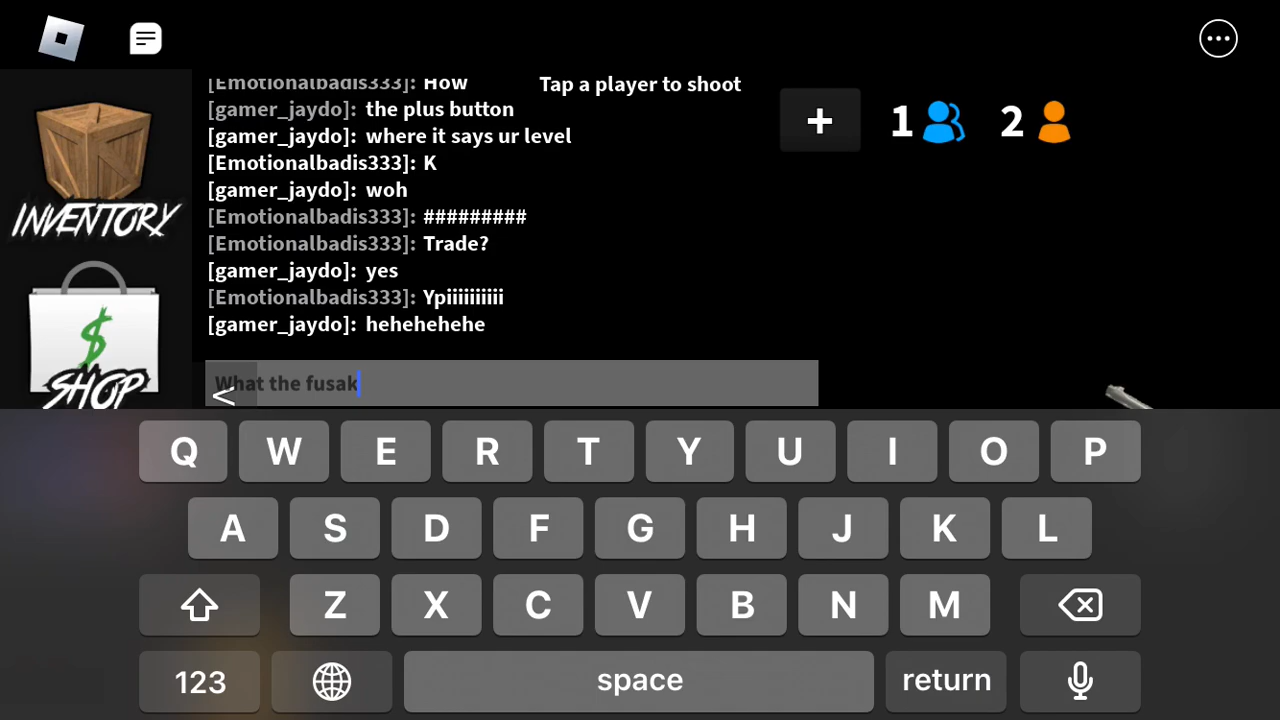 [Emotionalbadis333]: How
Tap a player to shoot
[gamer_jaydo]: the plus button
[gamer_jaydo]: where it says ur level
[Emotionalbadis333]: K
[gamer_jaydo]: woh
[Emotionalbadis333]: #########
[Emotionalbadis333]: Trade?
[gamer_jaydo]: yes
[Emotionalbadis333]: Ypiiiiiiiiii
[gamer_jaydo]: hehehehehe
+
1
2
INVENTORY
$
SHOP
What the fusak
<
Q W E R T Y U I O P
A S D F G H J K L
Z X C V B N M
123 space return